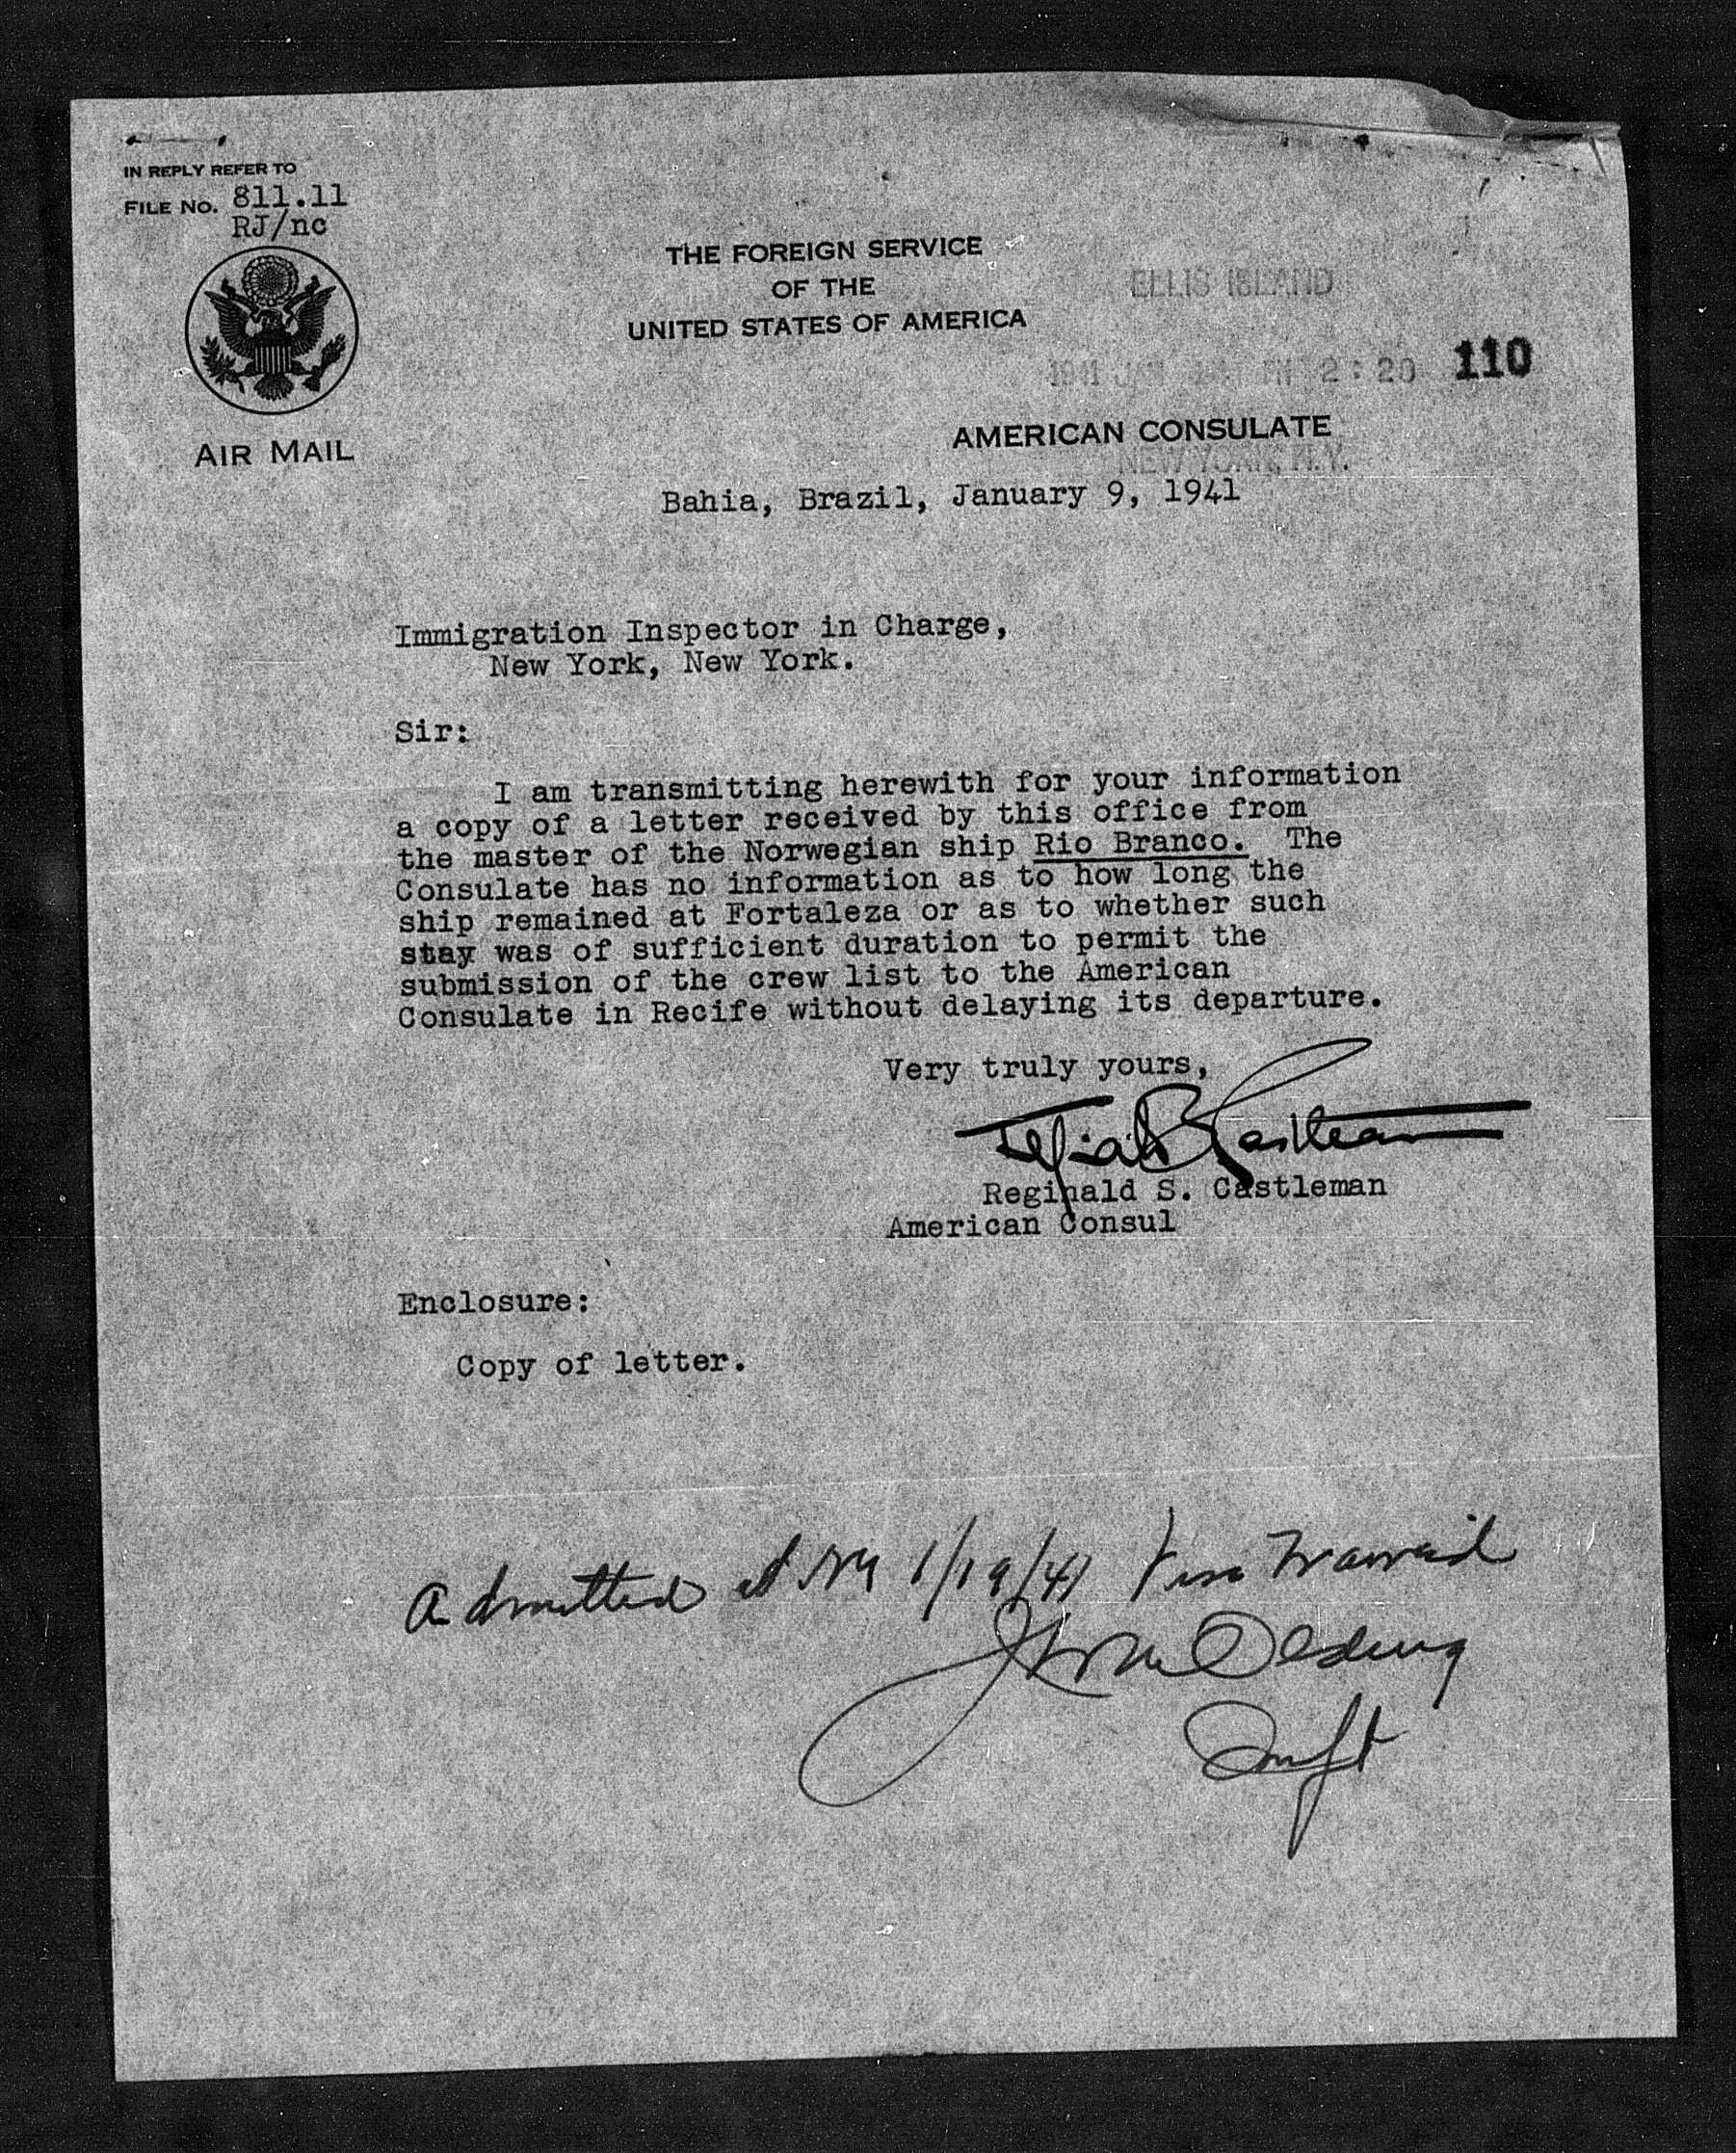 IN REPLY REFER TO
FILE NO. 811.11
RJ/nc
THE FOREIGN SERVICE
OF THE
UNITED STATES OF AMERICA
ELLIS ISLAND
1941 JAN PM 2:20 110
AIR MAIL
AMERICAN CONSULATE
NEW YORK, N.Y.
Bahia, Brazil, January 9, 1941
Immigration Inspector in Charge,
New York, New York.
Sir:
I am transmitting herewith for your information
a copy of a letter received by this office from
the master of the Norwegian ship Rio Branco. The
Consulate has no information as to how long the
ship remained at Fortaleza or as to whether such
stay was of sufficient duration to permit the
submission of the crew list to the American
Consulate in Recife without delaying its departure.
Very truly yours,
Reginald S. Castleman
American Consul
Enclosure:
Copy of letter.
Admitted at NY 1/19/41 Visa Waived
Inspt